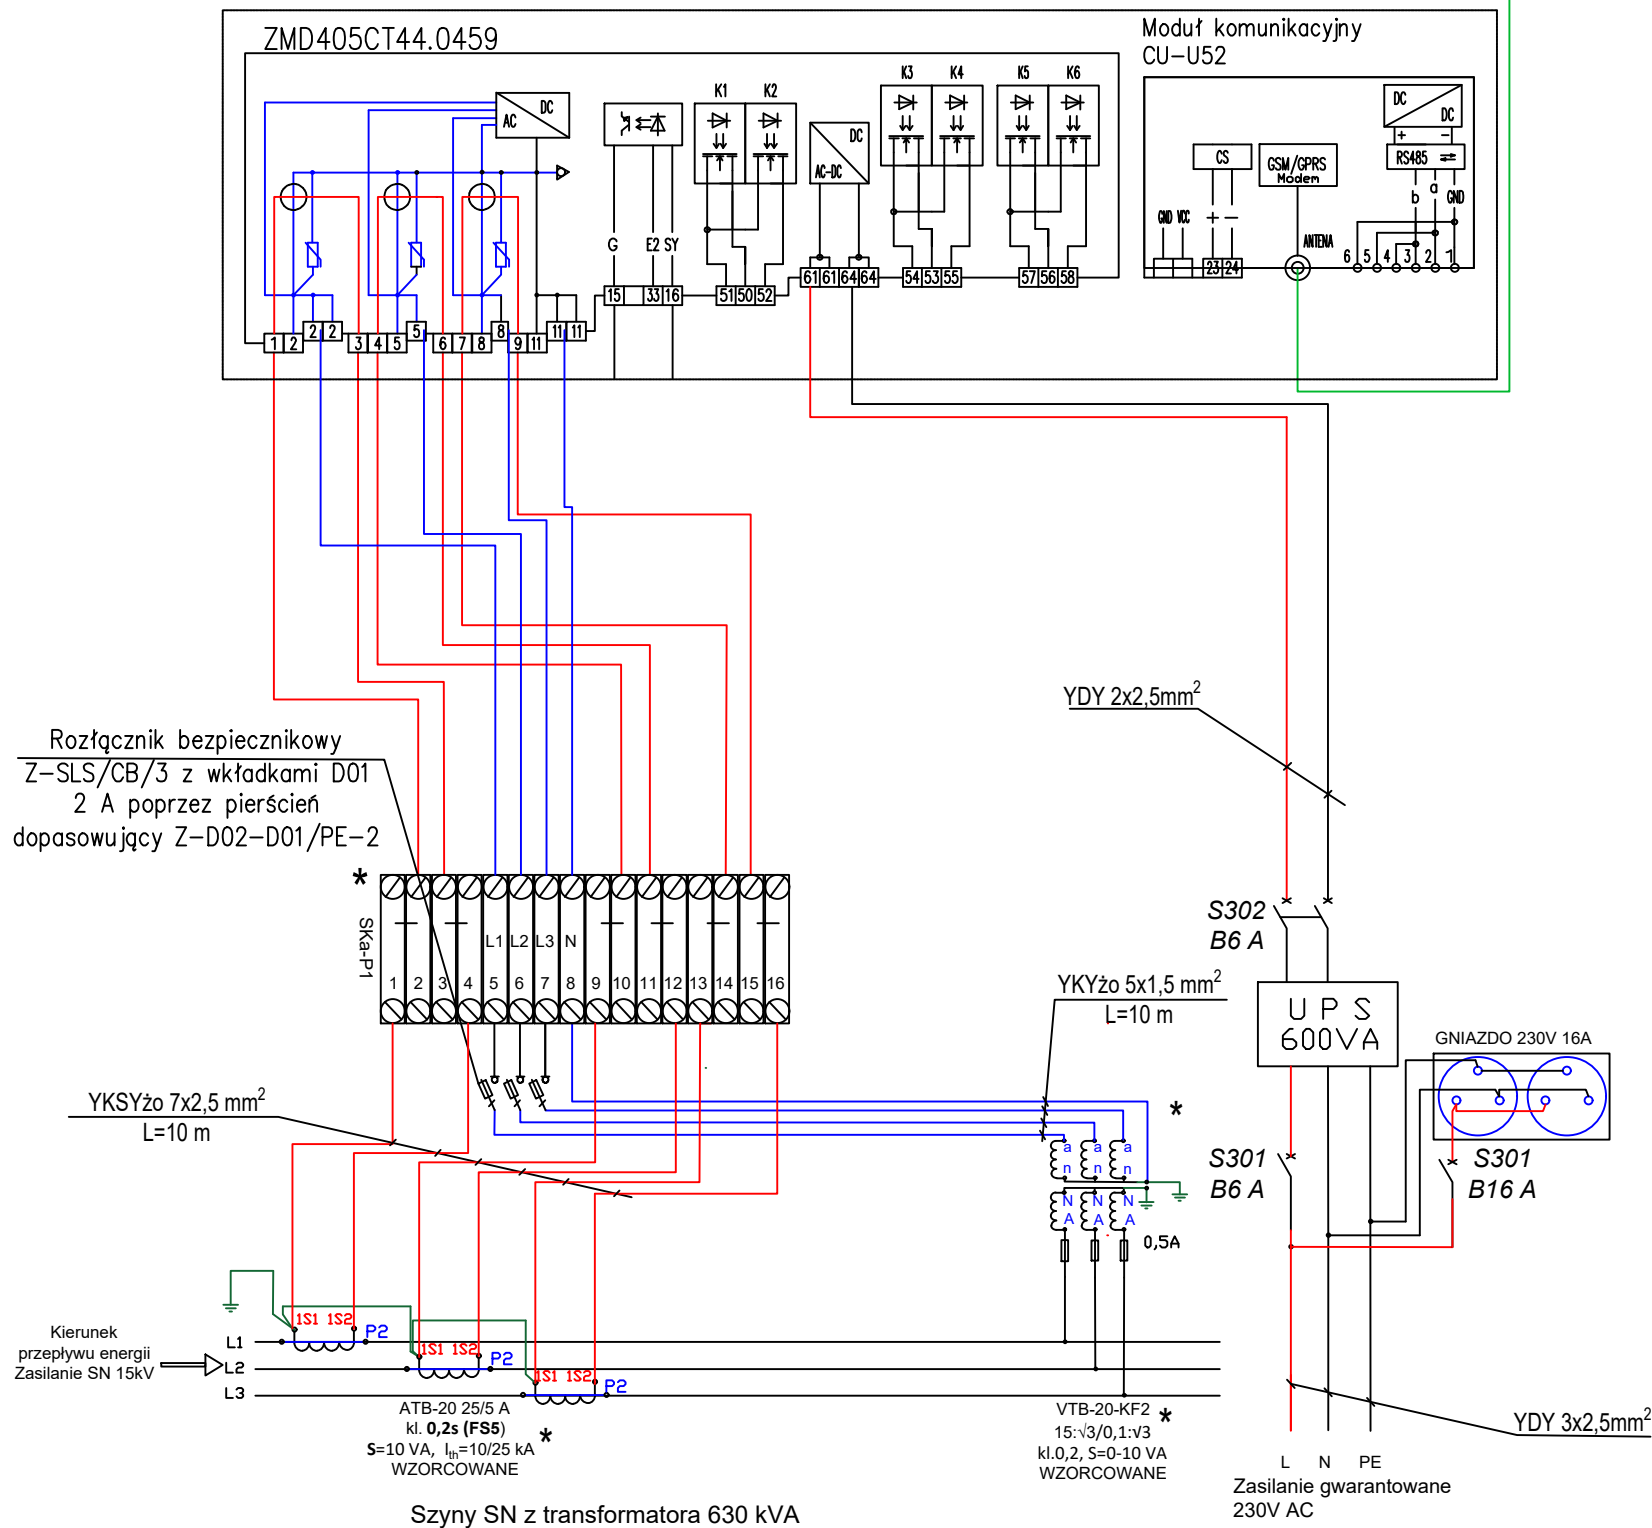 ZMD405CT44.0459
Moduł komunikacyjny
CU-U52
AC DC
K1 K2
AC-DC DC
K3 K4
K5 K6
DC DC
+ -
RS485
CS
GSM/GPRS
Modem
b a GND
GND VCC + -
ANTENA
G E2 SY
6 5 4 3 2 1
23 24
61 61 64 64
54 53 55
57 56 58
15 33 16
51 50 52
2 2 5 8 11 11
1 2 3 4 5 6 7 8 9 11
YDY 2x2,5mm²
Rozłącznik bezpiecznikowy
Z-SLS/CB/3 z wkładkami D01
2 A poprzez pierścień
dopasowujący Z-D02-D01/PE-2
*
SKa-P1
L1 L2 L3 N
1 2 3 4 5 6 7 8 9 10 11 12 13 14 15 16
S302
B6 A
YKYżo 5x1,5 mm²
L=10 m
UPS
600VA
GNIAZDO 230V 16A
YKSYżo 7x2,5 mm²
L=10 m
*
a a a
n n n
N N N
A A A
0,5A
S301
B6 A
S301
B16 A
1S1 1S2 P2
1S1 1S2 P2
1S1 1S2 P2
L1
L2
L3
Kierunek
przepływu energii
Zasilanie SN 15kV
ATB-20 25/5 A
kl. 0,2s (FS5)
S=10 VA, Ith=10/25 kA *
WZORCOWANE
VTB-20-KF2 *
15:√3/0,1:√3
kl.0,2, S=0-10 VA
WZORCOWANE
YDY 3x2,5mm²
L N PE
Zasilanie gwarantowane
230V AC
Szyny SN z transformatora 630 kVA